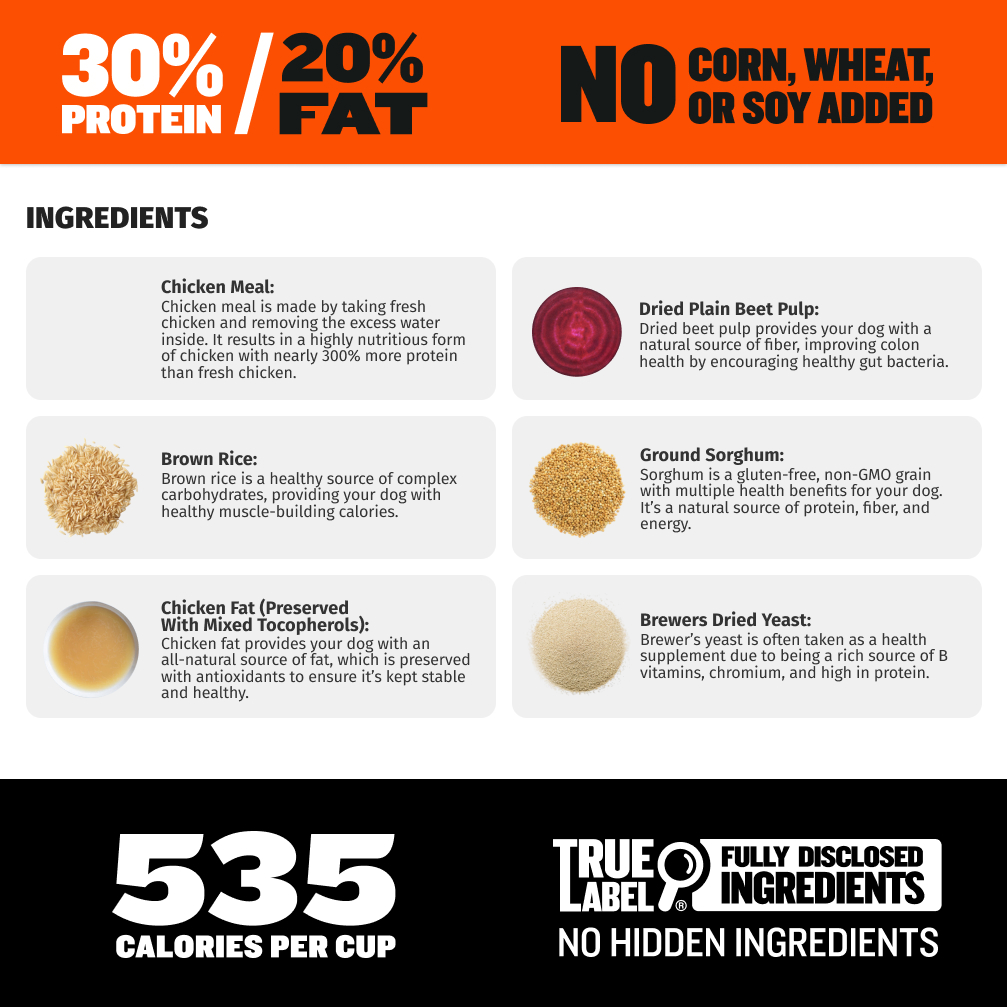 30% / 20%
PROTEIN FAT
NO CORN, WHEAT,
OR SOY ADDED
INGREDIENTS
Chicken Meal:
Chicken meal is made by taking fresh
chicken and removing the excess water
inside. It results in a highly nutritious form
of chicken with nearly 300% more protein
than fresh chicken.
Dried Plain Beet Pulp:
Dried beet pulp provides your dog with a
natural source of fiber, improving colon
health by encouraging healthy gut bacteria.
Brown Rice:
Brown rice is a healthy source of complex
carbohydrates, providing your dog with
healthy muscle-building calories.
Ground Sorghum:
Sorghum is a gluten-free, non-GMO grain
with multiple health benefits for your dog.
It’s a natural source of protein, fiber, and
energy.
Chicken Fat (Preserved
With Mixed Tocopherols):
Chicken fat provides your dog with an
all-natural source of fat, which is preserved
with antioxidants to ensure it’s kept stable
and healthy.
Brewers Dried Yeast:
Brewer’s yeast is often taken as a health
supplement due to being a rich source of B
vitamins, chromium, and high in protein.
535
CALORIES PER CUP
TRUE
LABEL ®
FULLY DISCLOSED
INGREDIENTS
NO HIDDEN INGREDIENTS